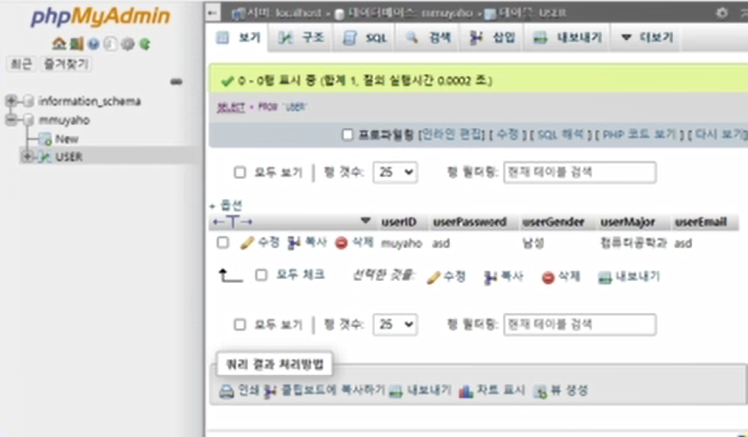 phpMyAdmin
최근 즐겨찾기
information_schema
mmuyaho
New
USER
서버: localhost » 데이터베이스: mmuyaho » 테이블: USER
보기 구조 SQL 검색 삽입 내보내기 더보기
0 - 0행 표시 중 (합계 1, 질의 실행시간 0.0002 초.)
SELECT * FROM `USER`
프로파일링 [인라인 편집] [ 수정 ] [ SQL 해석 ] [ PHP 코드 보기 ] [ 다시 보기]
모두 보기 | 행 갯수: 25 행 필터링: 현재 테이블 검색
+ 옵션
←T→ userID userPassword userGender userMajor userEmail
수정 복사 삭제 muyaho asd 남성 컴퓨터공학과 asd
모두 체크 선택한 것을: 수정 복사 삭제 내보내기
모두 보기 | 행 갯수: 25 행 필터링: 현재 테이블 검색
쿼리 결과 처리방법
인쇄 클립보드에 복사하기 내보내기 차트 표시 뷰 생성